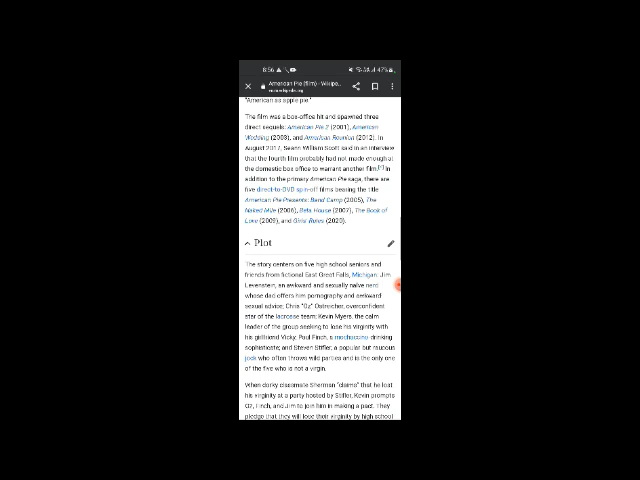 8:56
47%
American Pie (film) - Wikipe...
"American as apple pie."
The film was a box-office hit and spawned three
direct sequels: American Pie 2 (2001), American
Wedding (2003), and American Reunion (2012). In
August 2017, Seann William Scott said in an interview
that the fourth film probably had not made enough at
the domestic box office to warrant another film. In
addition to the primary American Pie saga, there are
five direct-to-DVD spin-off films bearing the title
American Pie Presents: Band Camp (2005), The
Naked Mile (2006), Beta House (2007), The Book of
Love (2009), and Girls' Rules (2020).
Plot
The story centers on five high school seniors and
friends from fictional East Great Falls, Michigan: Jim
Levenstein, an awkward and sexually naïve nerd
whose dad offers him pornography and awkward
sexual advice; Chris "Oz" Ostreicher, overconfident
star of the lacrosse team; Kevin Myers, the calm
leader of the group seeking to lose his virginity with
his girlfriend Vicky; Paul Finch, a mochaccino drinking
sophisticate; and Steven Stifler, a popular but raucous
jock who often throws wild parties and is the only one
of the five who is not a virgin.
When dorky classmate Sherman "claims" that he lost
his virginity at a party hosted by Stifler, Kevin prompts
Oz, Finch, and Jim to join him in making a pact. They
pledge that they will lose their virginity by high school